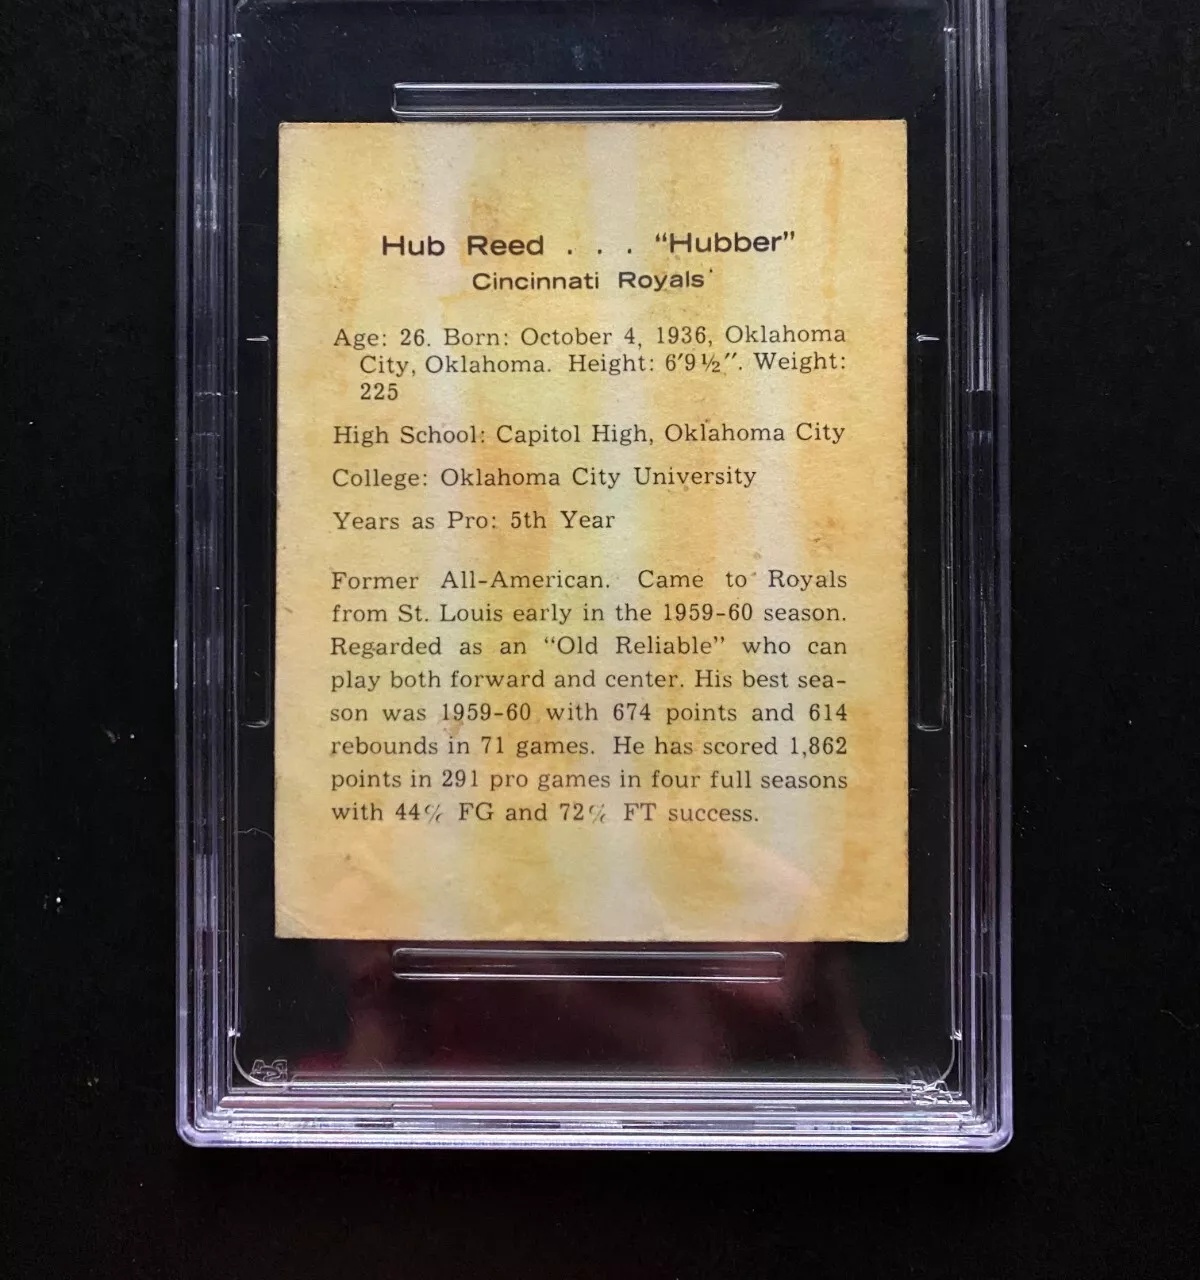 Hub Reed . . . “Hubber”
Cincinnati Royals
Age: 26. Born: October 4, 1936, Oklahoma
City, Oklahoma. Height: 6′9½″. Weight:
225
High School: Capitol High, Oklahoma City
College: Oklahoma City University
Years as Pro: 5th Year
Former All-American. Came to Royals
from St. Louis early in the 1959-60 season.
Regarded as an “Old Reliable” who can
play both forward and center. His best sea-
son was 1959-60 with 674 points and 614
rebounds in 71 games. He has scored 1,862
points in 291 pro games in four full seasons
with 44% FG and 72% FT success.